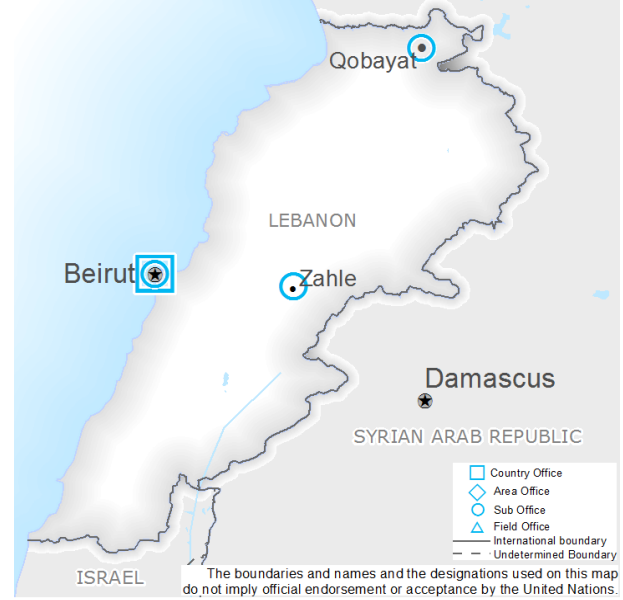 Qobayat
LEBANON
Beirut
Zahle
Damascus
SYRIAN ARAB REPUBLIC
Country Office
Area Office
Sub Office
Field Office
International boundary
Undetermined Boundary
ISRAEL
The boundaries and names and the designations used on this map
do not imply official endorsement or acceptance by the United Nations.